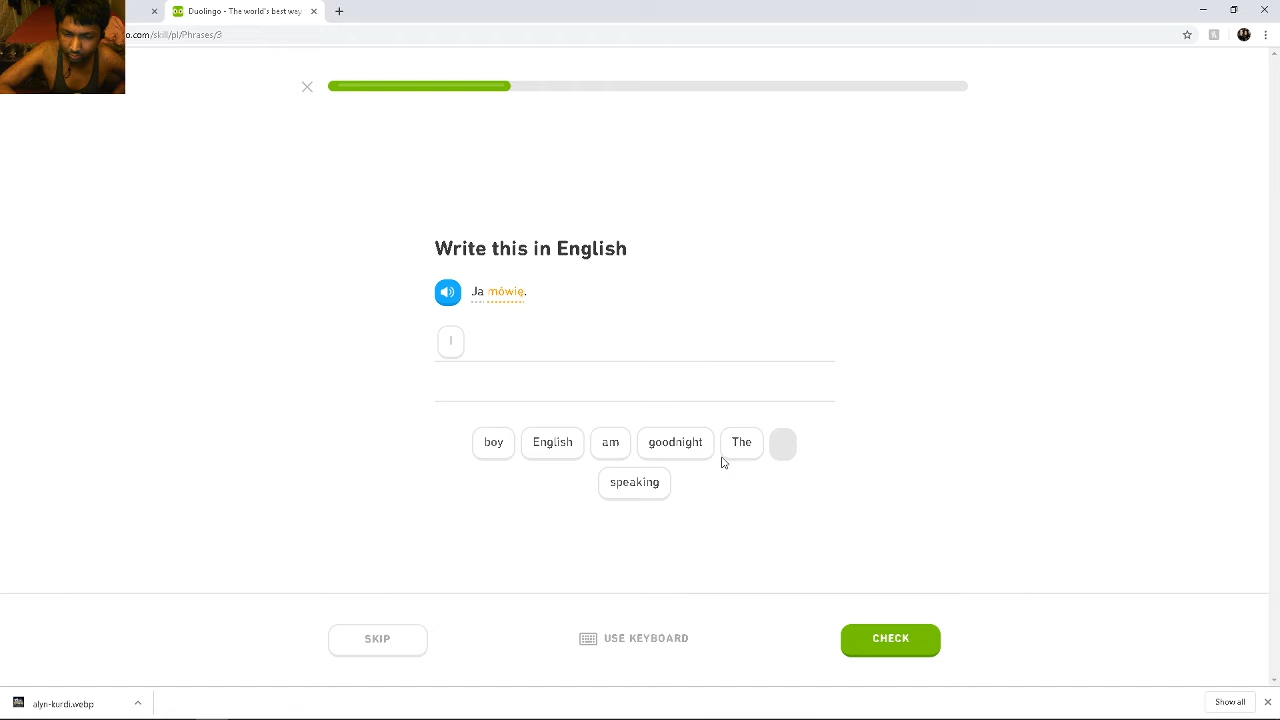 Duolingo - The world's best way
o.com/skill/pl/Phrases/3
Write this in English
Ja mówię.
I
boy English am goodnight The
speaking
SKIP
USE KEYBOARD
CHECK
alyn-kurdi.webp
Show all